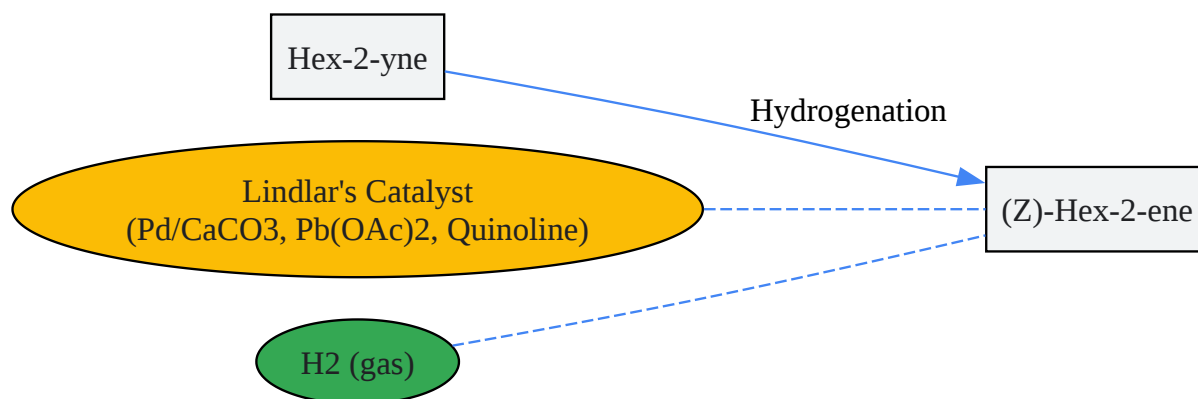 Hex-2-yne
Hydrogenation
Lindlar's Catalyst
(Pd/CaCO3, Pb(OAc)2, Quinoline)
(Z)-Hex-2-ene
H2 (gas)